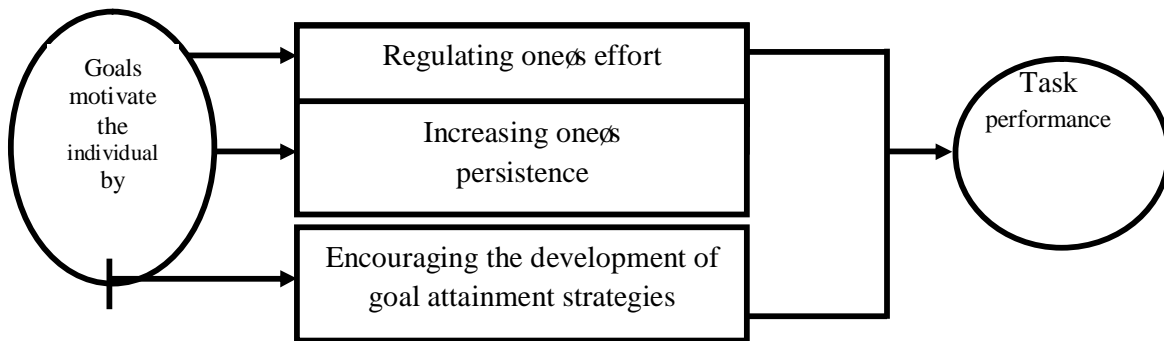 Goals
motivate
the
individual
by
Regulating oneøs effort
Increasing oneøs
persistence
Encouraging the development of
goal attainment strategies
Task
performance